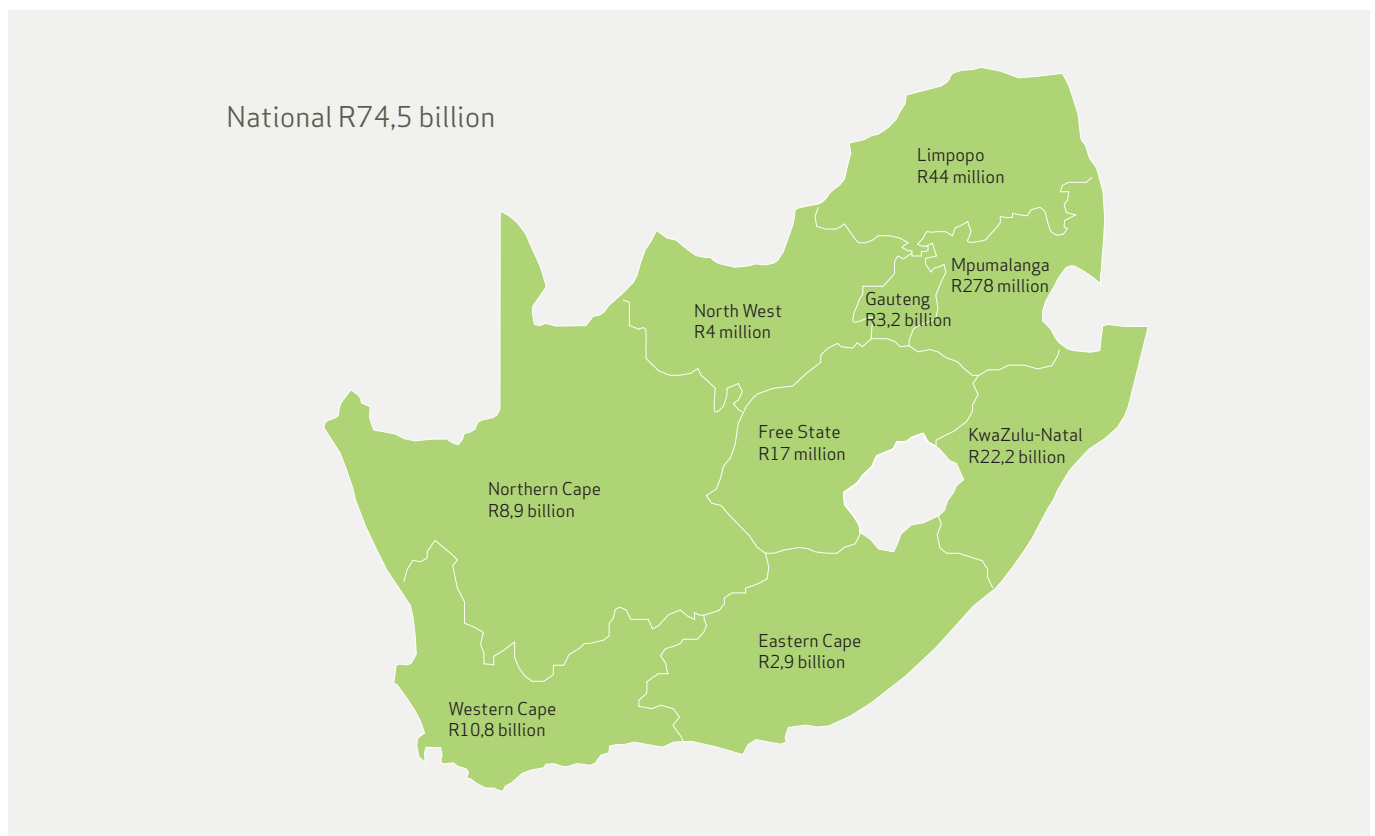 National R74,5 billion
Limpopo
R44 million
Mpumalanga
R278 million
Gauteng
R3,2 billion
North West
R4 million
Free State
R17 million
KwaZulu-Natal
R22,2 billion
Northern Cape
R8,9 billion
Eastern Cape
R2,9 billion
Western Cape
R10,8 billion